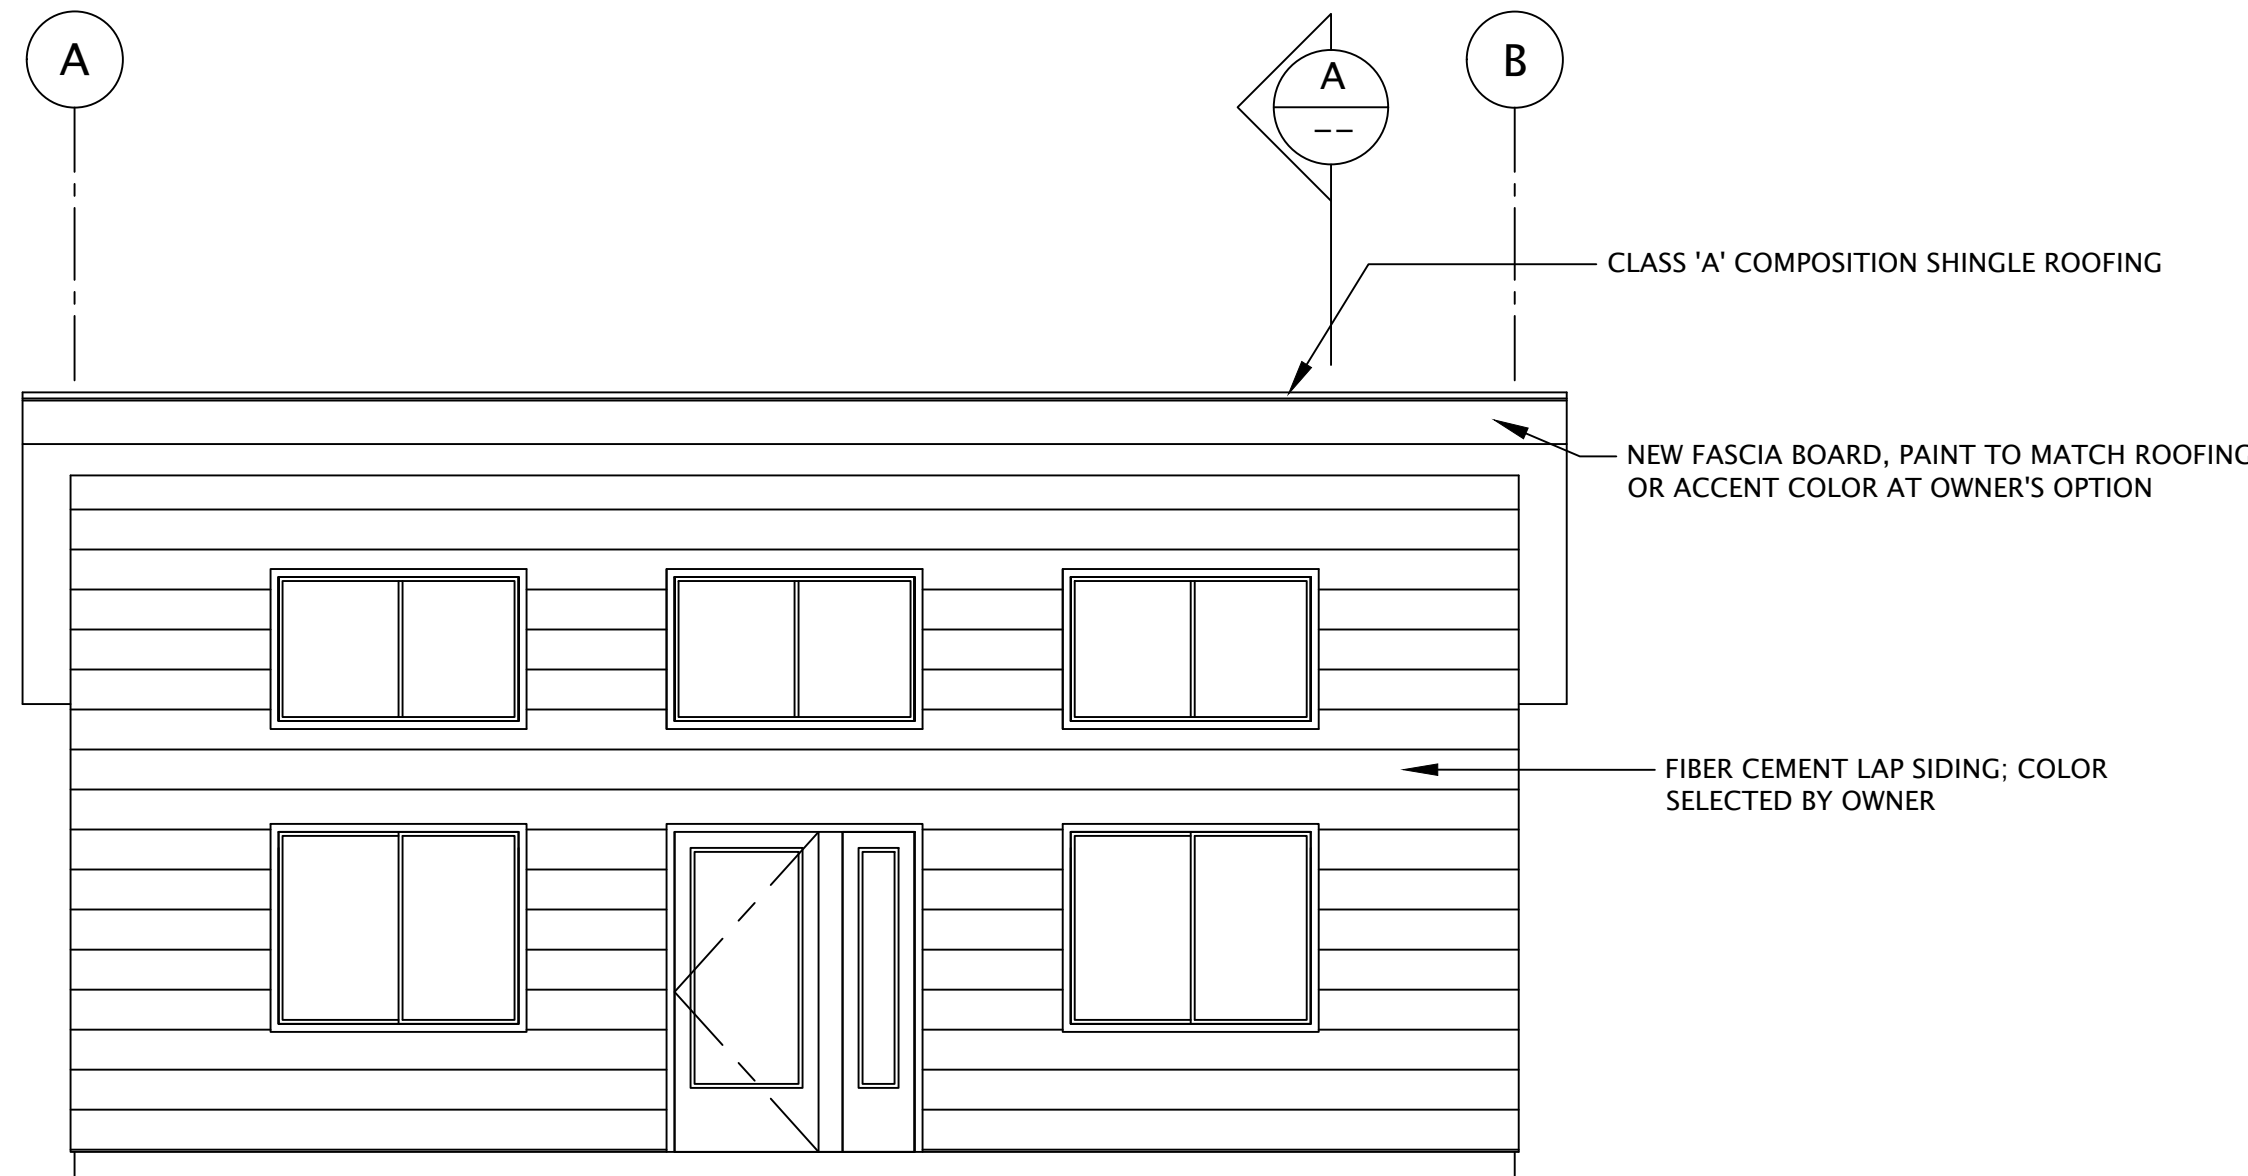 A
A
--
B
CLASS 'A' COMPOSITION SHINGLE ROOFING
NEW FASCIA BOARD, PAINT TO MATCH ROOFING
OR ACCENT COLOR AT OWNER'S OPTION
FIBER CEMENT LAP SIDING; COLOR
SELECTED BY OWNER